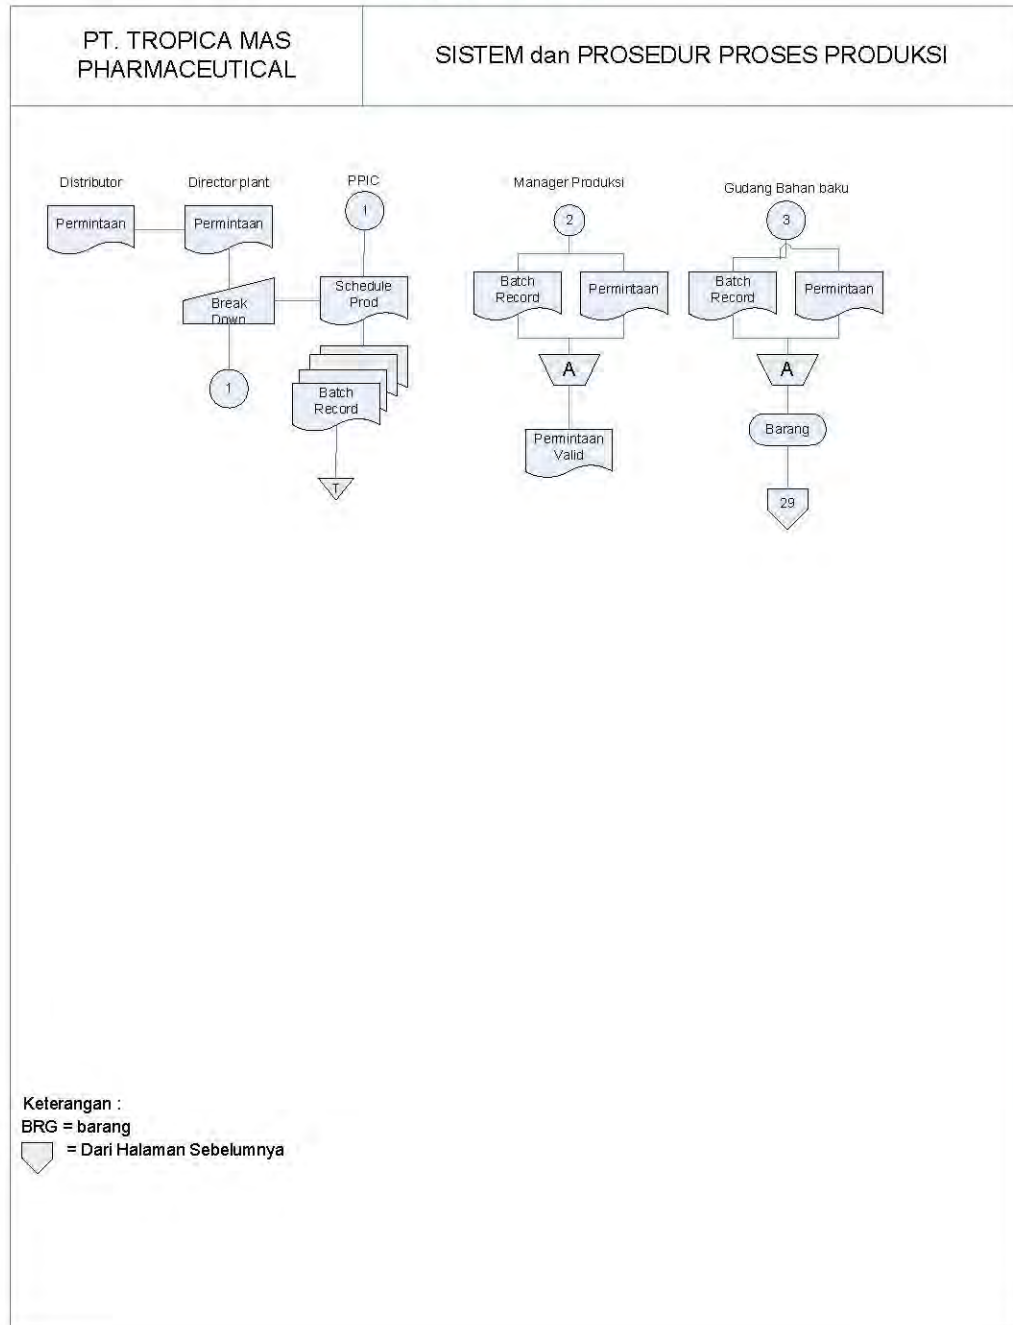 PT. TROPICA MAS
PHARMACEUTICAL
SISTEM dan PROSEDUR PROSES PRODUKSI
Distributor
Permintaan
Director plant
Permintaan
Break
Down
1
PPIC
1
Schedule
Prod
Batch
Record
T
Manager Produksi
2
Batch
Record
Permintaan
A
Permintaan
Valid
Gudang Bahan baku
3
Batch
Record
Permintaan
A
Barang
29
Keterangan :
BRG = barang
= Dari Halaman Sebelumnya